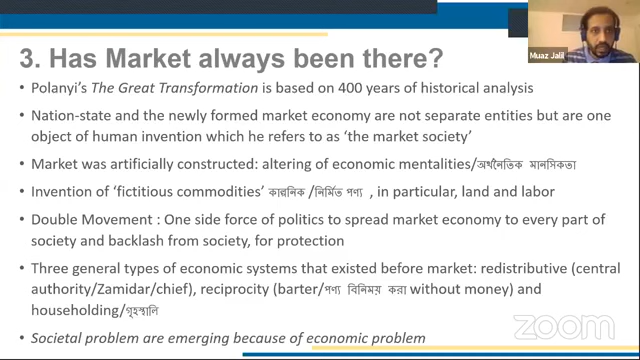 3. Has Market always been there?
Muaz Jalil
• Polanyi's The Great Transformation is based on 400 years of historical analysis
• Nation-state and the newly formed market economy are not separate entities but are one
object of human invention which he refers to as 'the market society'
• Market was artificially constructed: altering of economic mentalities/অর্থনৈতিক মানসিকতা
• Invention of 'fictitious commodities' কাল্পনিক /নির্মিত পণ্য , in particular, land and labor
• Double Movement : One side force of politics to spread market economy to every part of
society and backlash from society, for protection
• Three general types of economic systems that existed before market: redistributive (central
authority/Zamidar/chief), reciprocity (barter/পণ্য বিনিময় করা without money) and
householding/গৃহস্থালি
• Societal problem are emerging because of economic problem
zoom